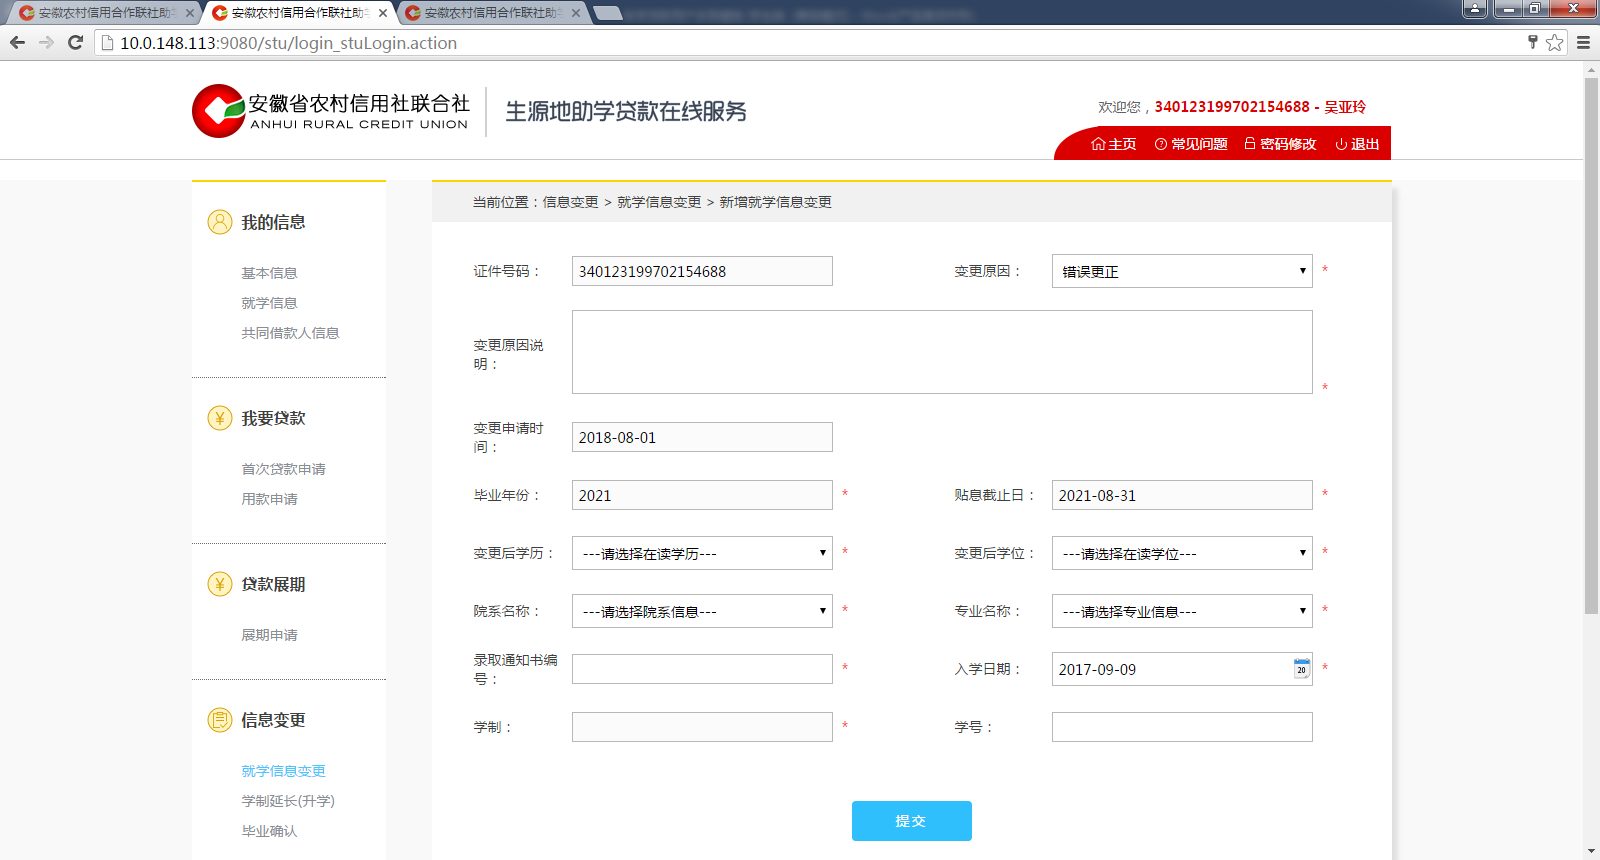 安徽农村信用合作联社助学
安徽农村信用合作联社助学
安徽农村信用合作联社助学
10.0.148.113:9080/stu/login_stuLogin.action
安徽省农村信用社联合社
ANHUI RURAL CREDIT UNION
生源地助学贷款在线服务
欢迎您，340123199702154688 - 吴亚玲
主页 常见问题 密码修改 退出
我的信息
基本信息
就学信息
共同借款人信息
我要贷款
首次贷款申请
用款申请
贷款展期
展期申请
信息变更
就学信息变更
学制延长(升学)
毕业确认
当前位置：信息变更 > 就学信息变更 > 新增就学信息变更
证件号码： 340123199702154688 变更原因： 错误更正 *
变更原因说
明： *
变更申请时
间： 2018-08-01
毕业年份： 2021 * 贴息截止日： 2021-08-31 *
变更后学历： ---请选择在读学历--- * 变更后学位： ---请选择在读学位--- *
院系名称： ---请选择院系信息--- * 专业名称： ---请选择专业信息--- *
录取通知书编
号： * 入学日期： 2017-09-09 20 *
学制： * 学号：
提交